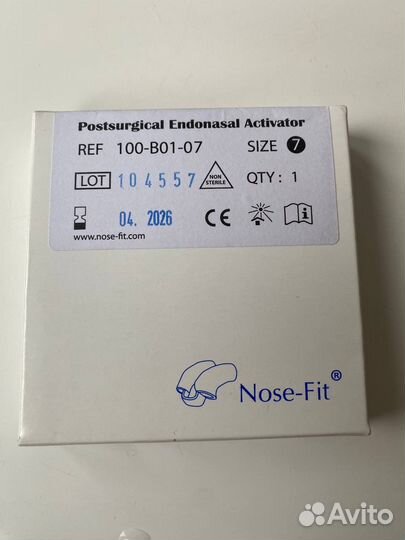 Postsurgical Endonasal Activator
REF 100-B01-07 SIZE 7
LOT 104557 NON STERILE QTY : 1
04. 2026 CE
www.nose-fit.com
Nose-Fit®
Avito